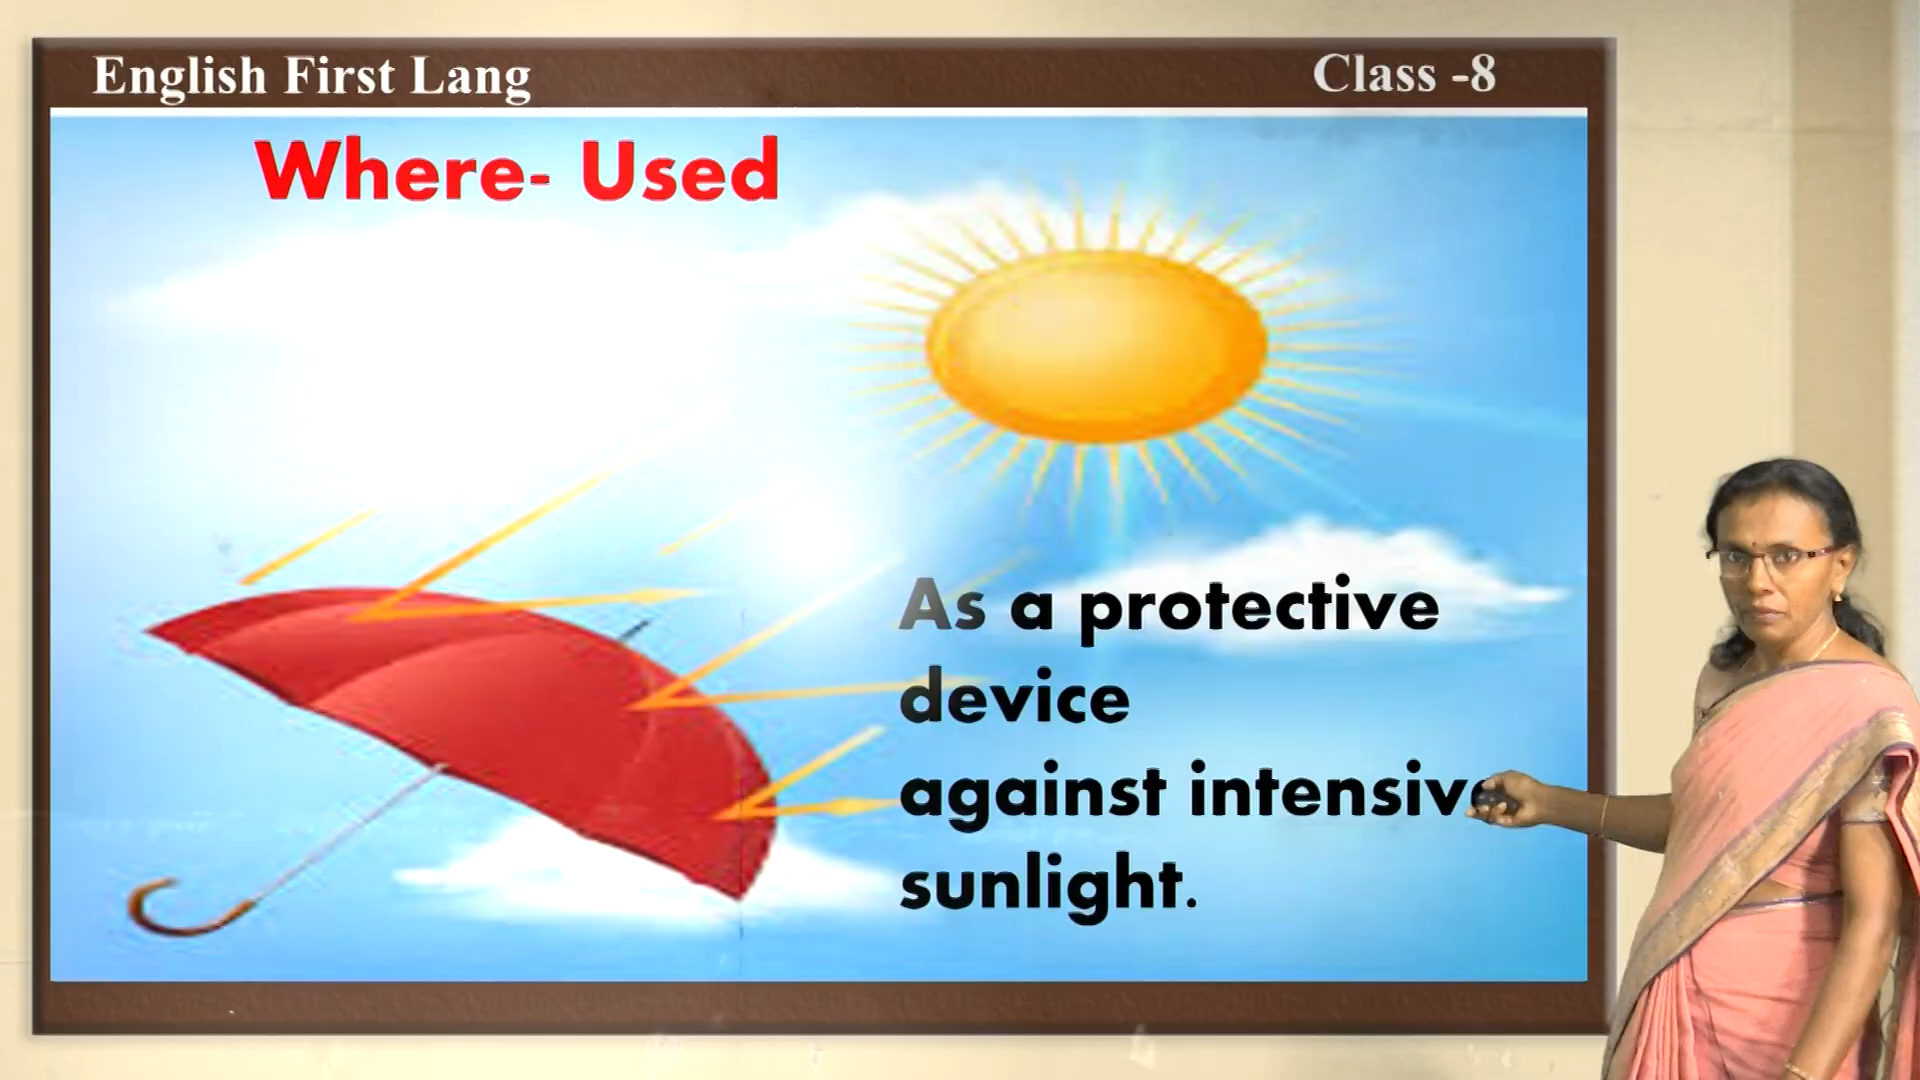 English First Lang
Class -8
Where- Used
As a protective
device
against intensive
sunlight.